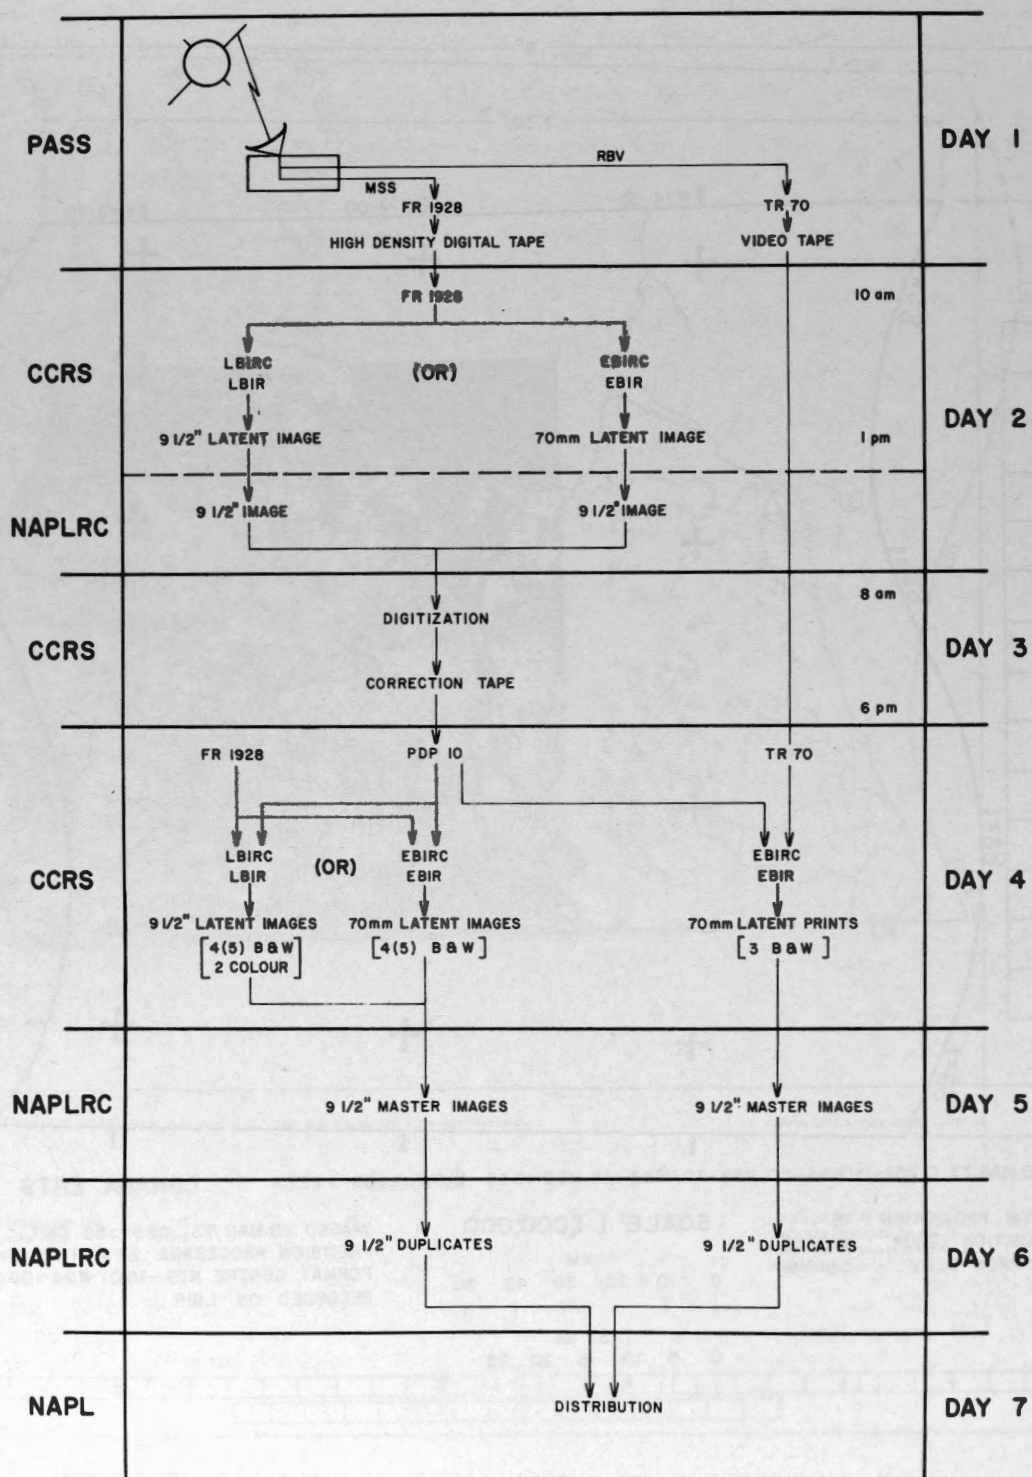 PASS
DAY 1
RBV
MSS
FR 1928
TR 70
HIGH DENSITY DIGITAL TAPE
VIDEO TAPE
FR 1928
10 am
CCRS
LBIRC
LBIR
(OR)
EBIRC
EBIR
DAY 2
9 1/2" LATENT IMAGE
70mm LATENT IMAGE
1 pm
NAPLRC
9 1/2" IMAGE
9 1/2" IMAGE
8 am
DIGITIZATION
CCRS
DAY 3
CORRECTION TAPE
6 pm
FR 1928
PDP 10
TR 70
CCRS
LBIRC
LBIR
(OR)
EBIRC
EBIR
EBIRC
EBIR
DAY 4
9 1/2" LATENT IMAGES
[4(5) B&W
2 COLOUR]
70mm LATENT IMAGES
[4(5) B&W]
70mm LATENT PRINTS
[3 B&W]
NAPLRC
9 1/2" MASTER IMAGES
9 1/2" MASTER IMAGES
DAY 5
NAPLRC
9 1/2" DUPLICATES
9 1/2" DUPLICATES
DAY 6
NAPL
DISTRIBUTION
DAY 7